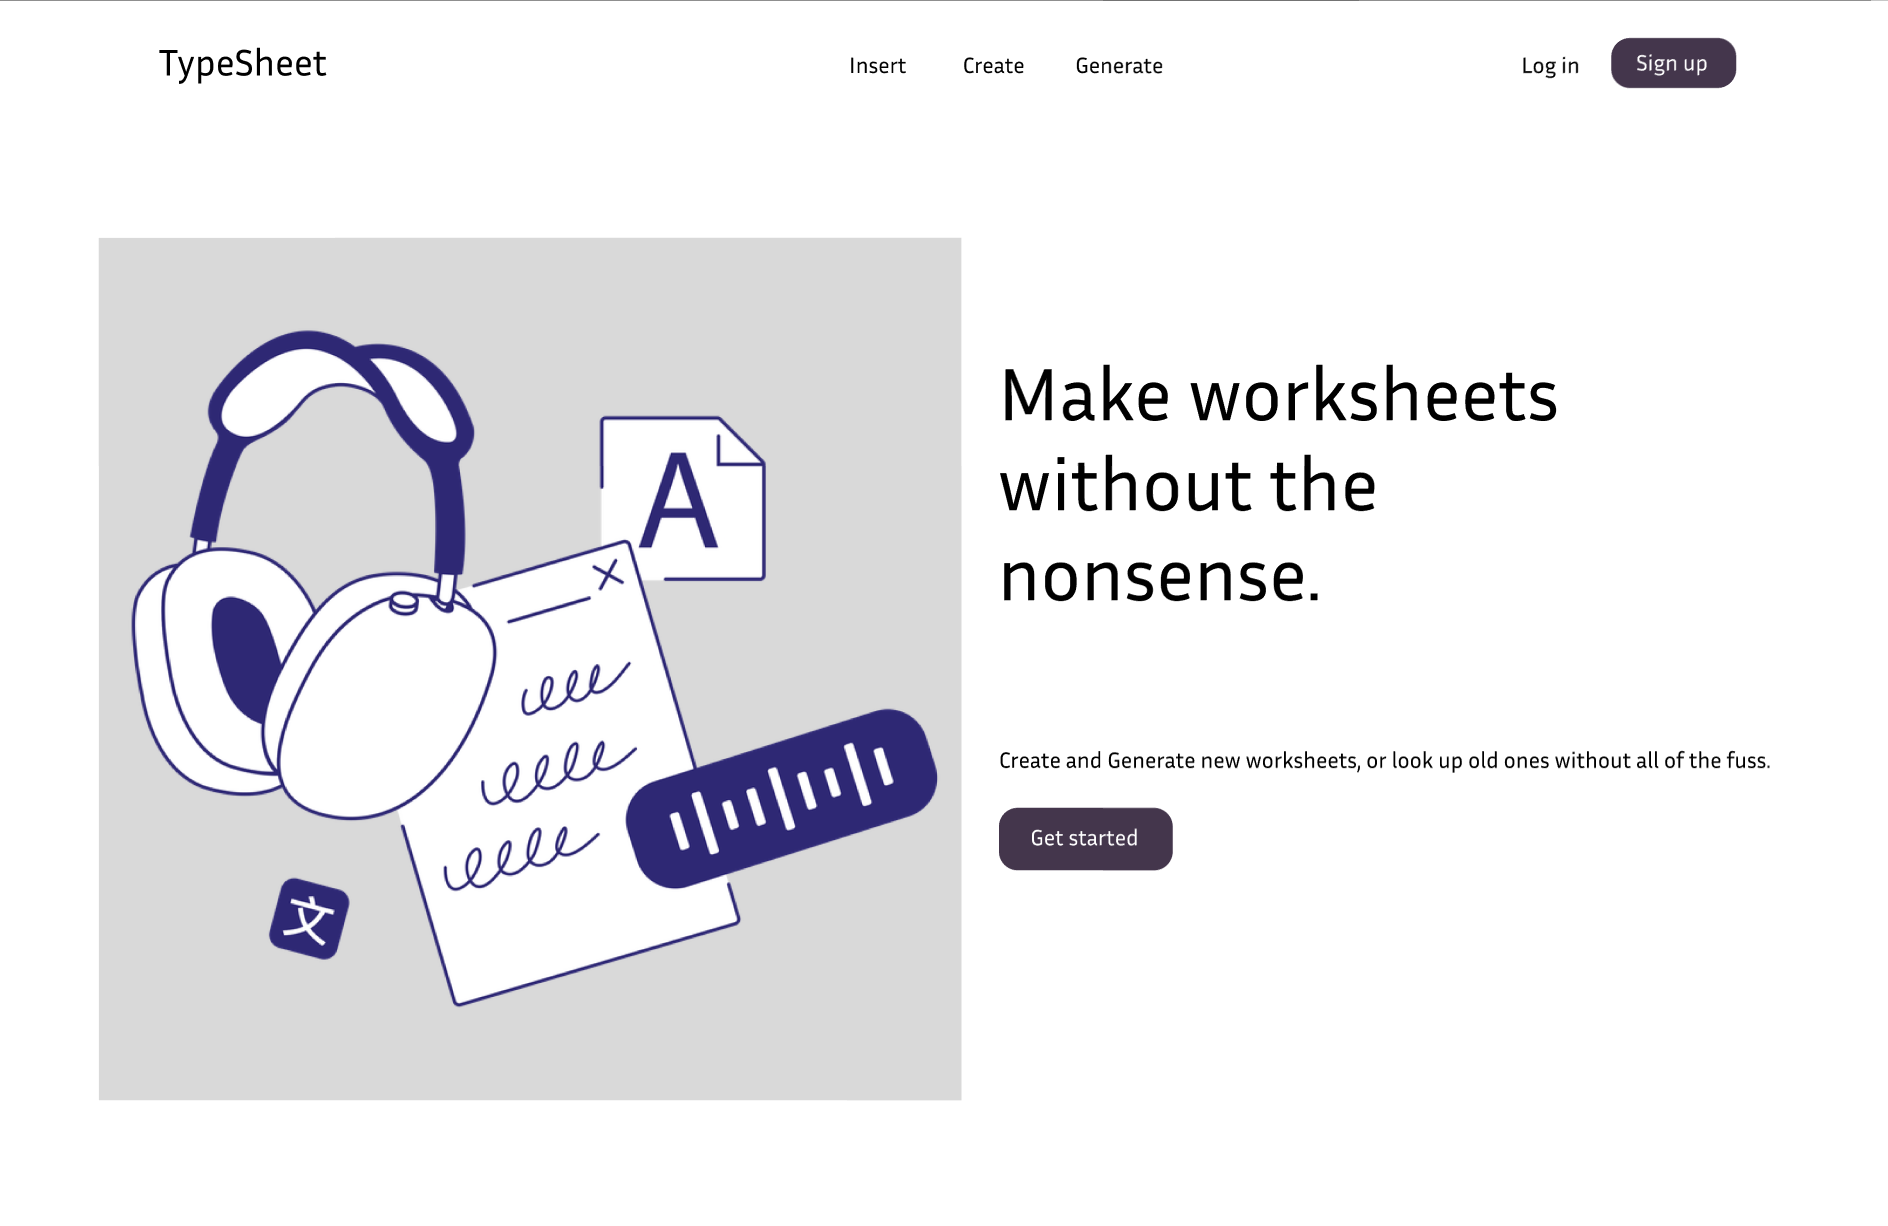 TypeSheet
Insert
Create
Generate
Log in
Sign up
A
文
Make worksheets
without the
nonsense.
Create and Generate new worksheets, or look up old ones without all of the fuss.
Get started